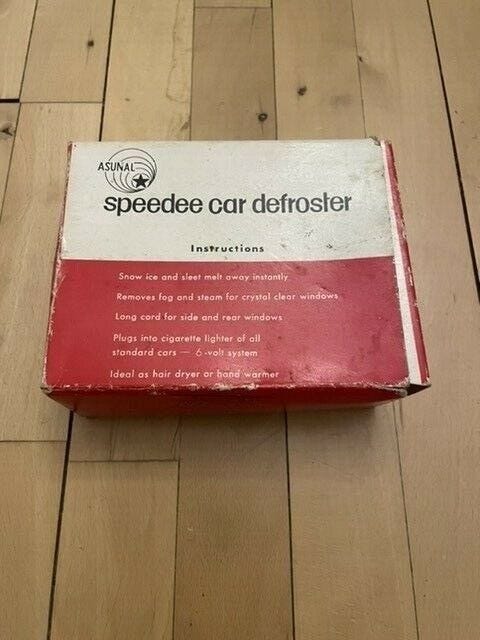 ASUNAL
speedee car defroster
Instructions
Snow ice and sleet melt away instantly
Removes fog and steam for crystal clear windows
Long cord for side and rear windows
Plugs into cigarette lighter of all
standard cars — 6-volt system
Ideal as hair dryer or hand warmer